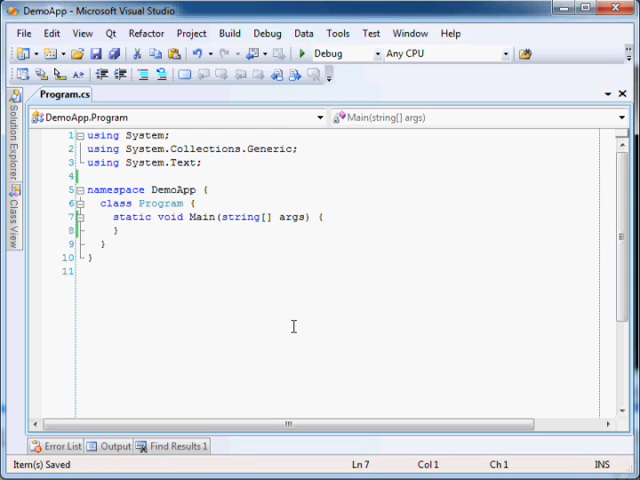 DemoApp - Microsoft Visual Studio
File Edit View Qt Refactor Project Build Debug Data Tools Test Window Help
Debug Any CPU
Program.cs
DemoApp.Program Main(string[] args)
Solution Explorer
Class View
1 using System;
2 using System.Collections.Generic;
3 using System.Text;
4
5 namespace DemoApp {
6 class Program {
7 static void Main(string[] args) {
8 }
9 }
10 }
11
Error List Output Find Results 1
Item(s) Saved Ln 7 Col 1 Ch 1 INS